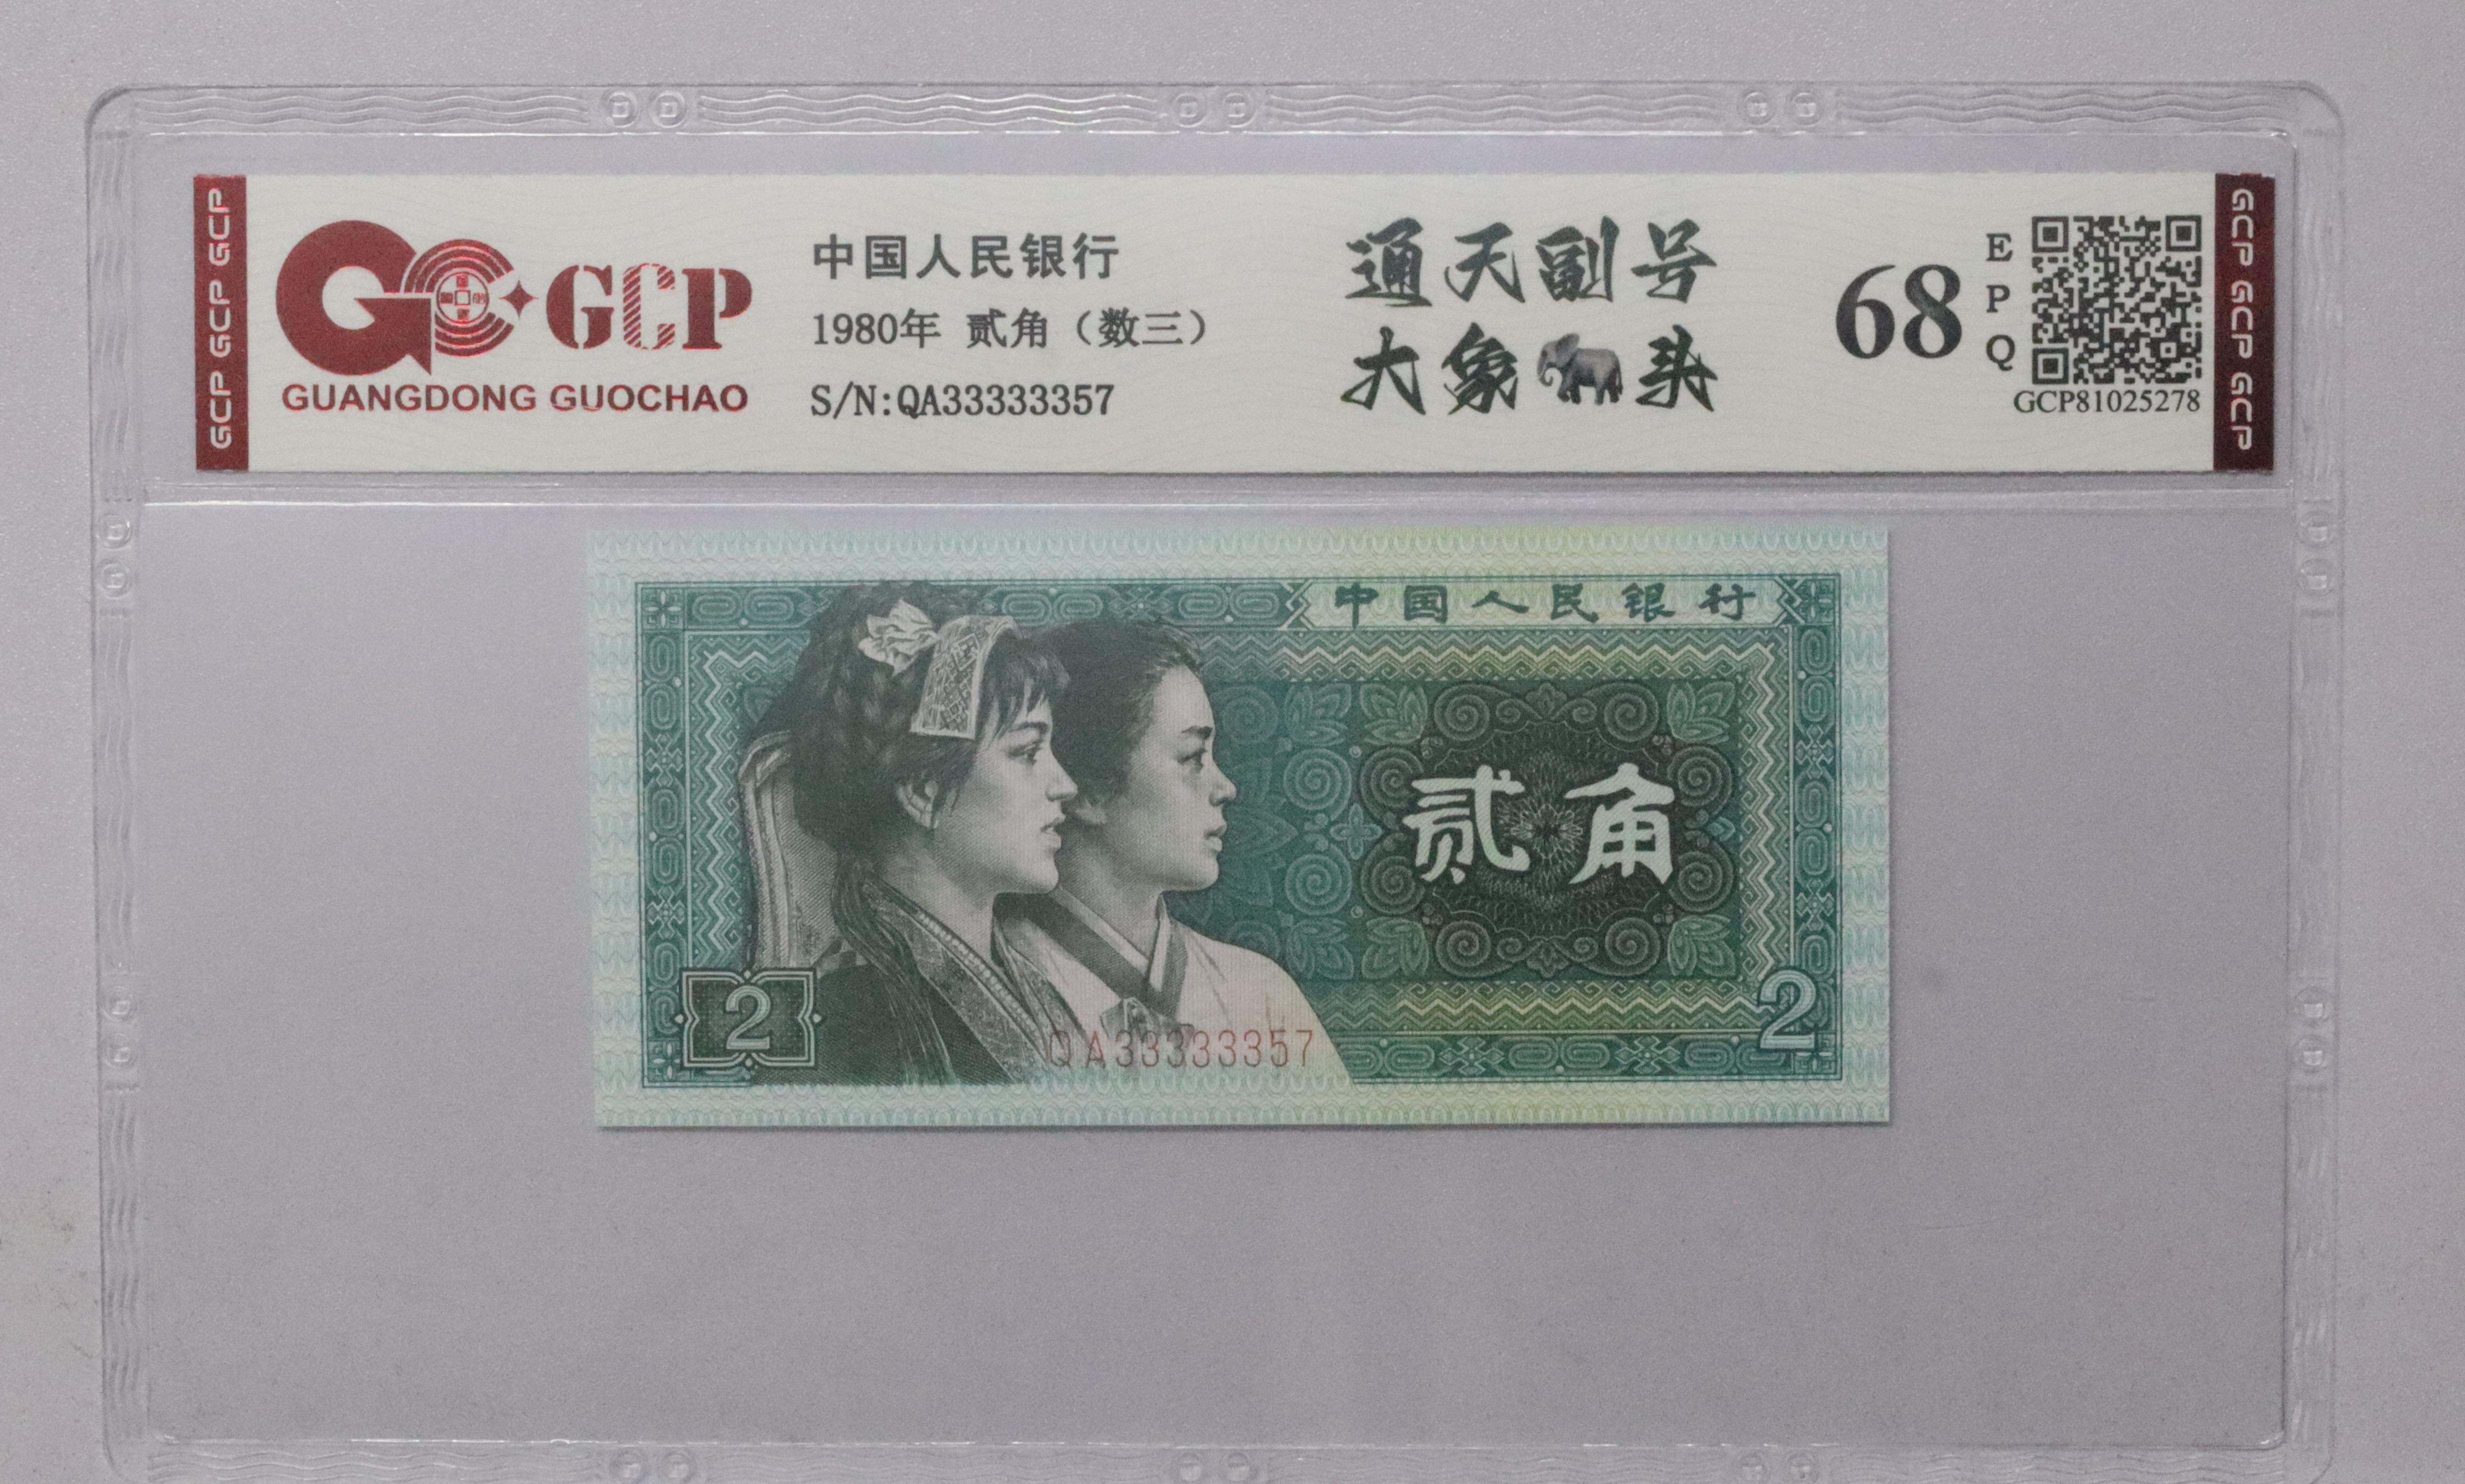 GCP GCP GCP
GCP
GUANGDONG GUOCHAO
中国人民银行
1980年 贰角（数三）
S/N:QA33333357
通天副号
大象头
68
EPQ
GCP81025278
GCP GCP GCP
中国人民银行
贰角
2
QA33333357
2